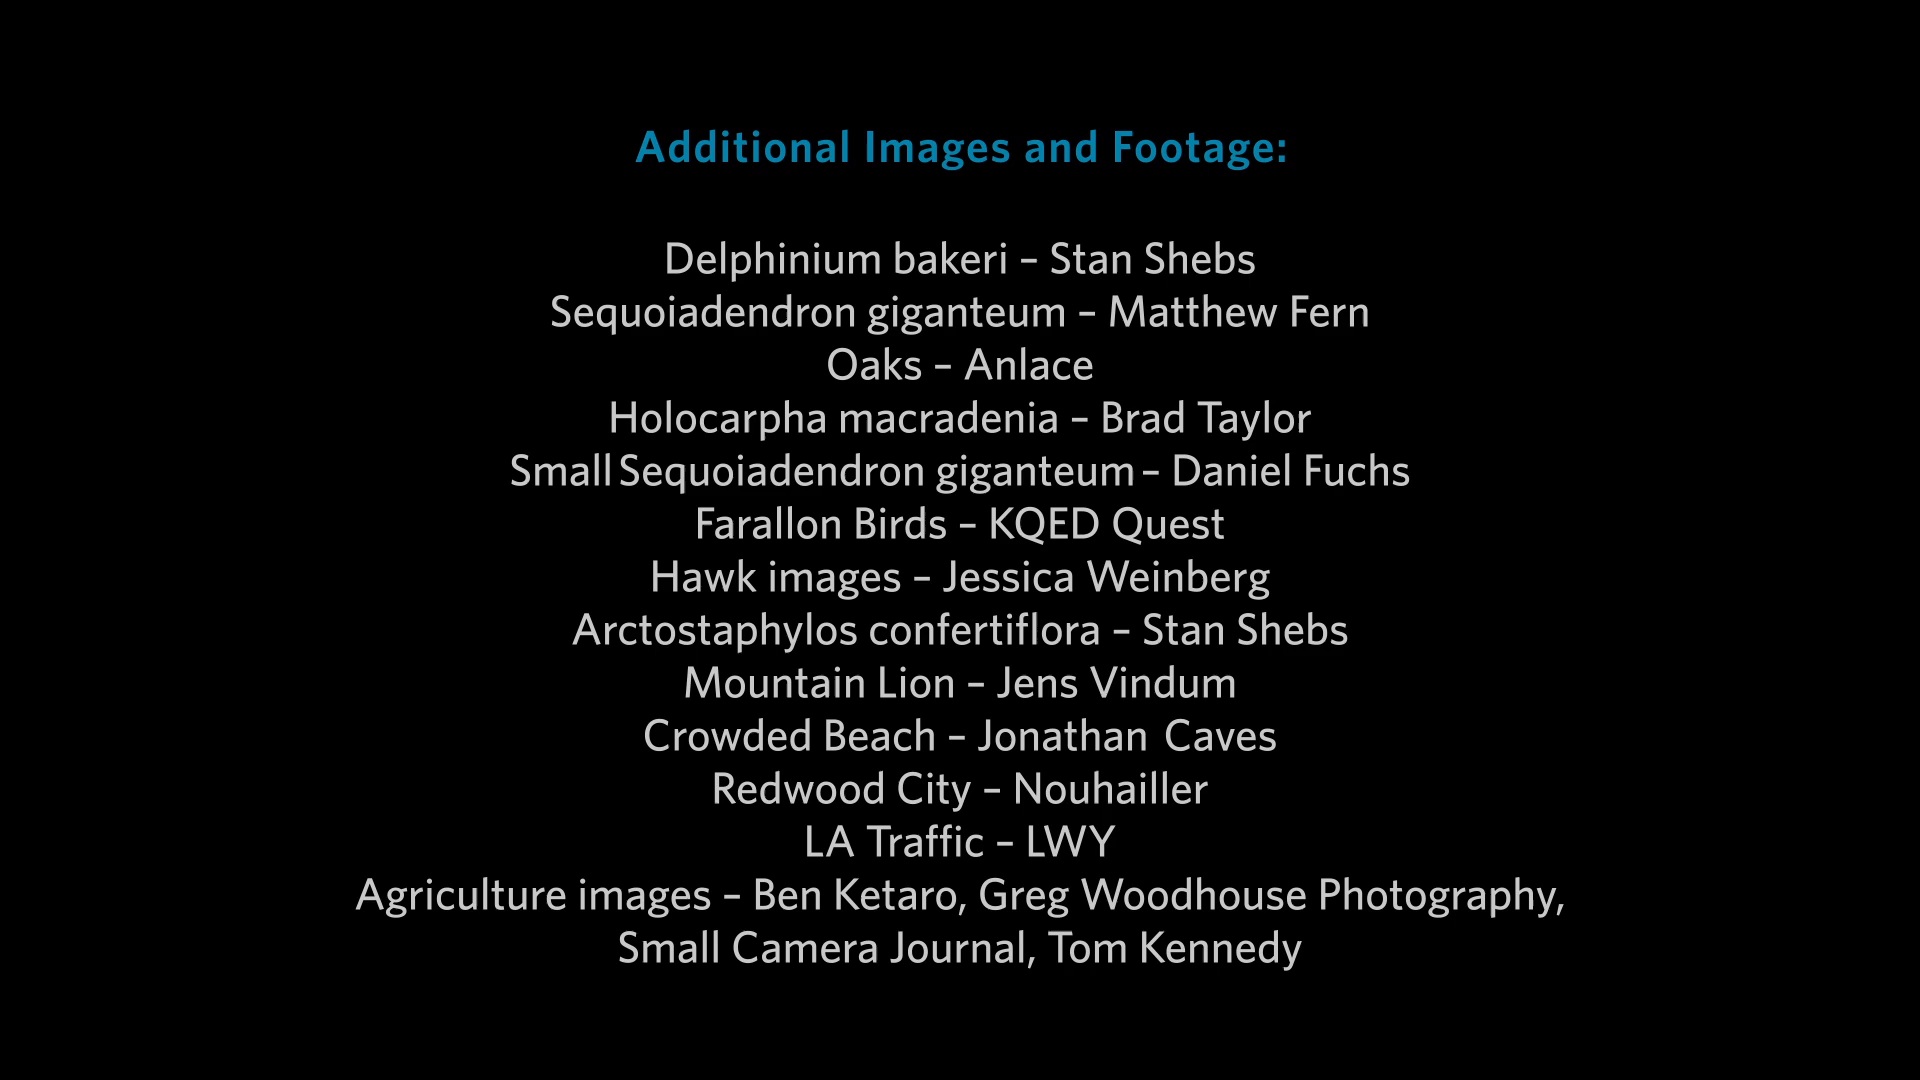 Additional Images and Footage:
Delphinium bakeri – Stan Shebs
Sequoiadendron giganteum – Matthew Fern
Oaks – Anlace
Holocarpha macradenia – Brad Taylor
Small Sequoiadendron giganteum – Daniel Fuchs
Farallon Birds – KQED Quest
Hawk images – Jessica Weinberg
Arctostaphylos confertiflora – Stan Shebs
Mountain Lion – Jens Vindum
Crowded Beach – Jonathan Caves
Redwood City – Nouhailler
LA Traffic – LWY
Agriculture images – Ben Ketaro, Greg Woodhouse Photography,
Small Camera Journal, Tom Kennedy